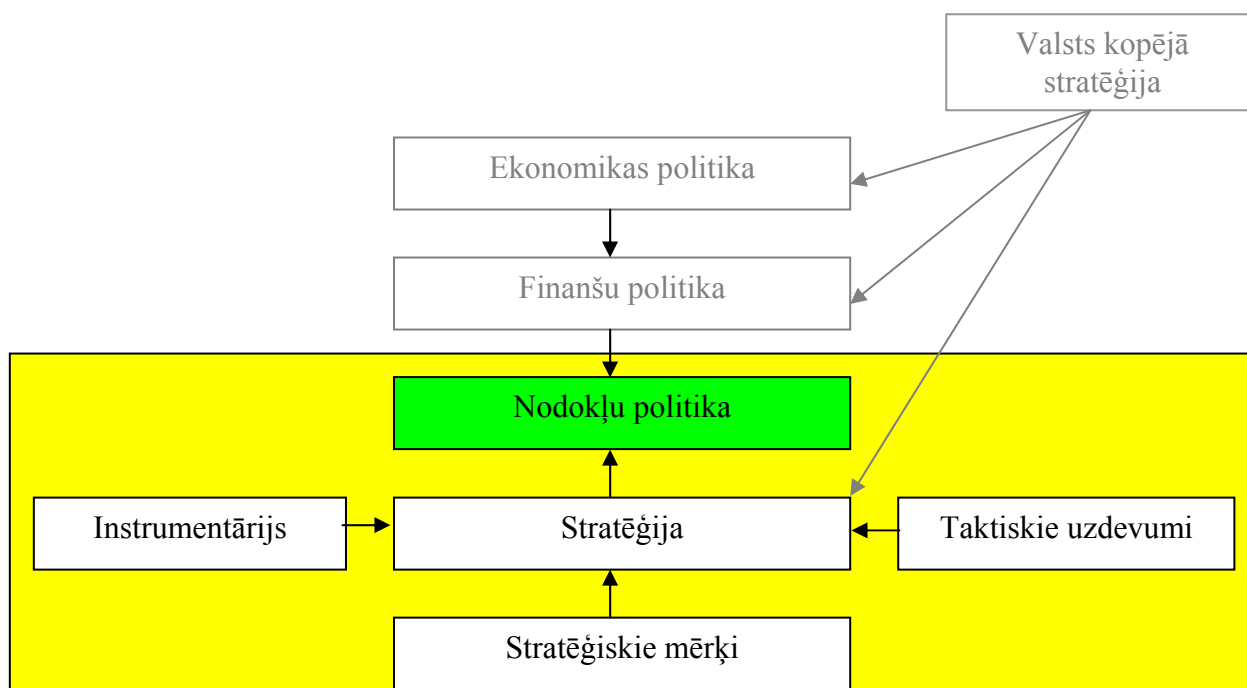 Valsts kopējā
stratēģija
Ekonomikas politika
Finanšu politika
Nodokļu politika
Instrumentārijs
Stratēģija
Taktiskie uzdevumi
Stratēģiskie mērķi